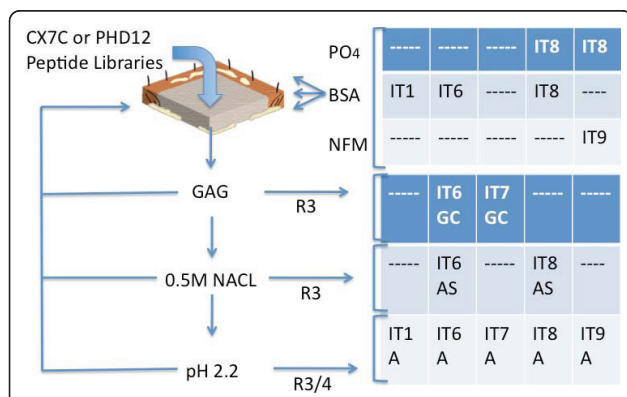 CX7C or PHD12
Peptide Libraries
PO4 ----- ----- ----- IT8 IT8
BSA IT1 IT6 ----- IT8 ----
NFM ----- ----- ----- ----- IT9
GAG R3 ----- IT6 GC IT7 GC ----- -----
0.5M NACL R3 ----- IT6 AS ----- IT8 AS ----
pH 2.2 R3/4 IT1 A IT6 A IT7 A IT8 A IT9 A